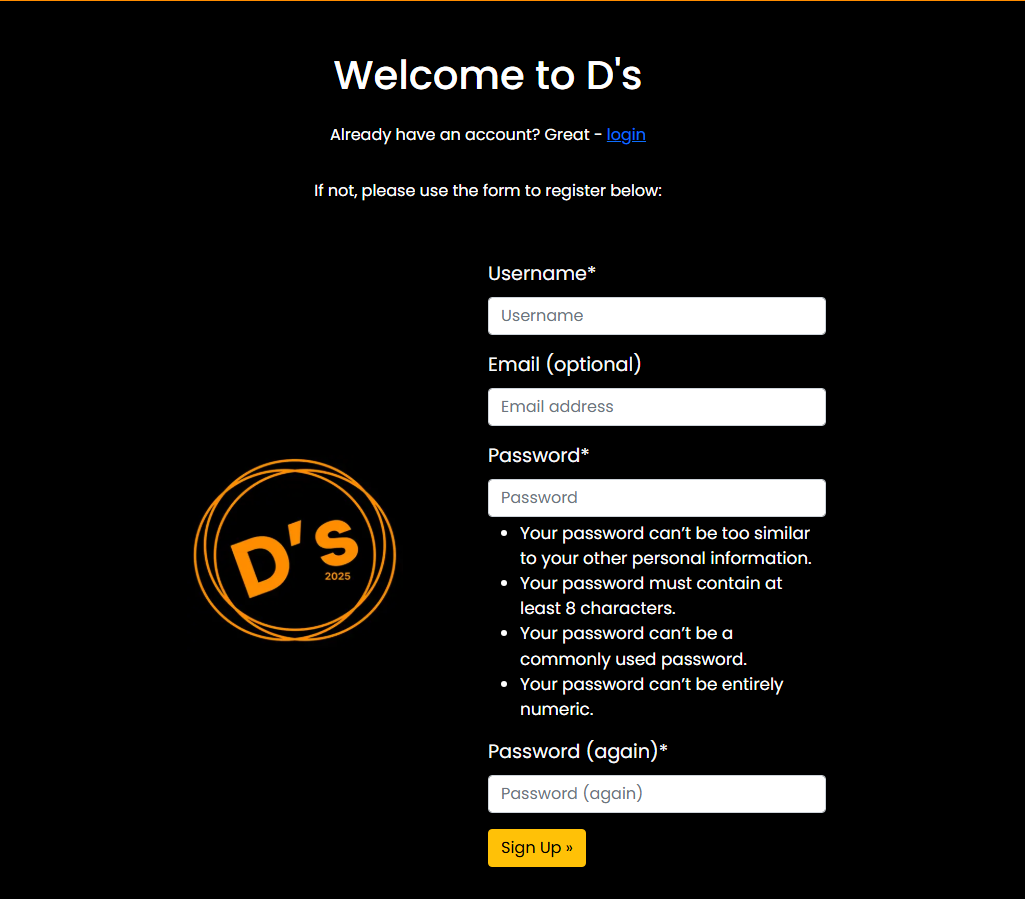 Welcome to D's
Already have an account? Great - login
If not, please use the form to register below:
Username*
Username
Email (optional)
Email address
Password*
Password
• Your password can’t be too similar
to your other personal information.
• Your password must contain at
least 8 characters.
• Your password can’t be a
commonly used password.
• Your password can’t be entirely
numeric.
Password (again)*
Password (again)
Sign Up »
D's
2025